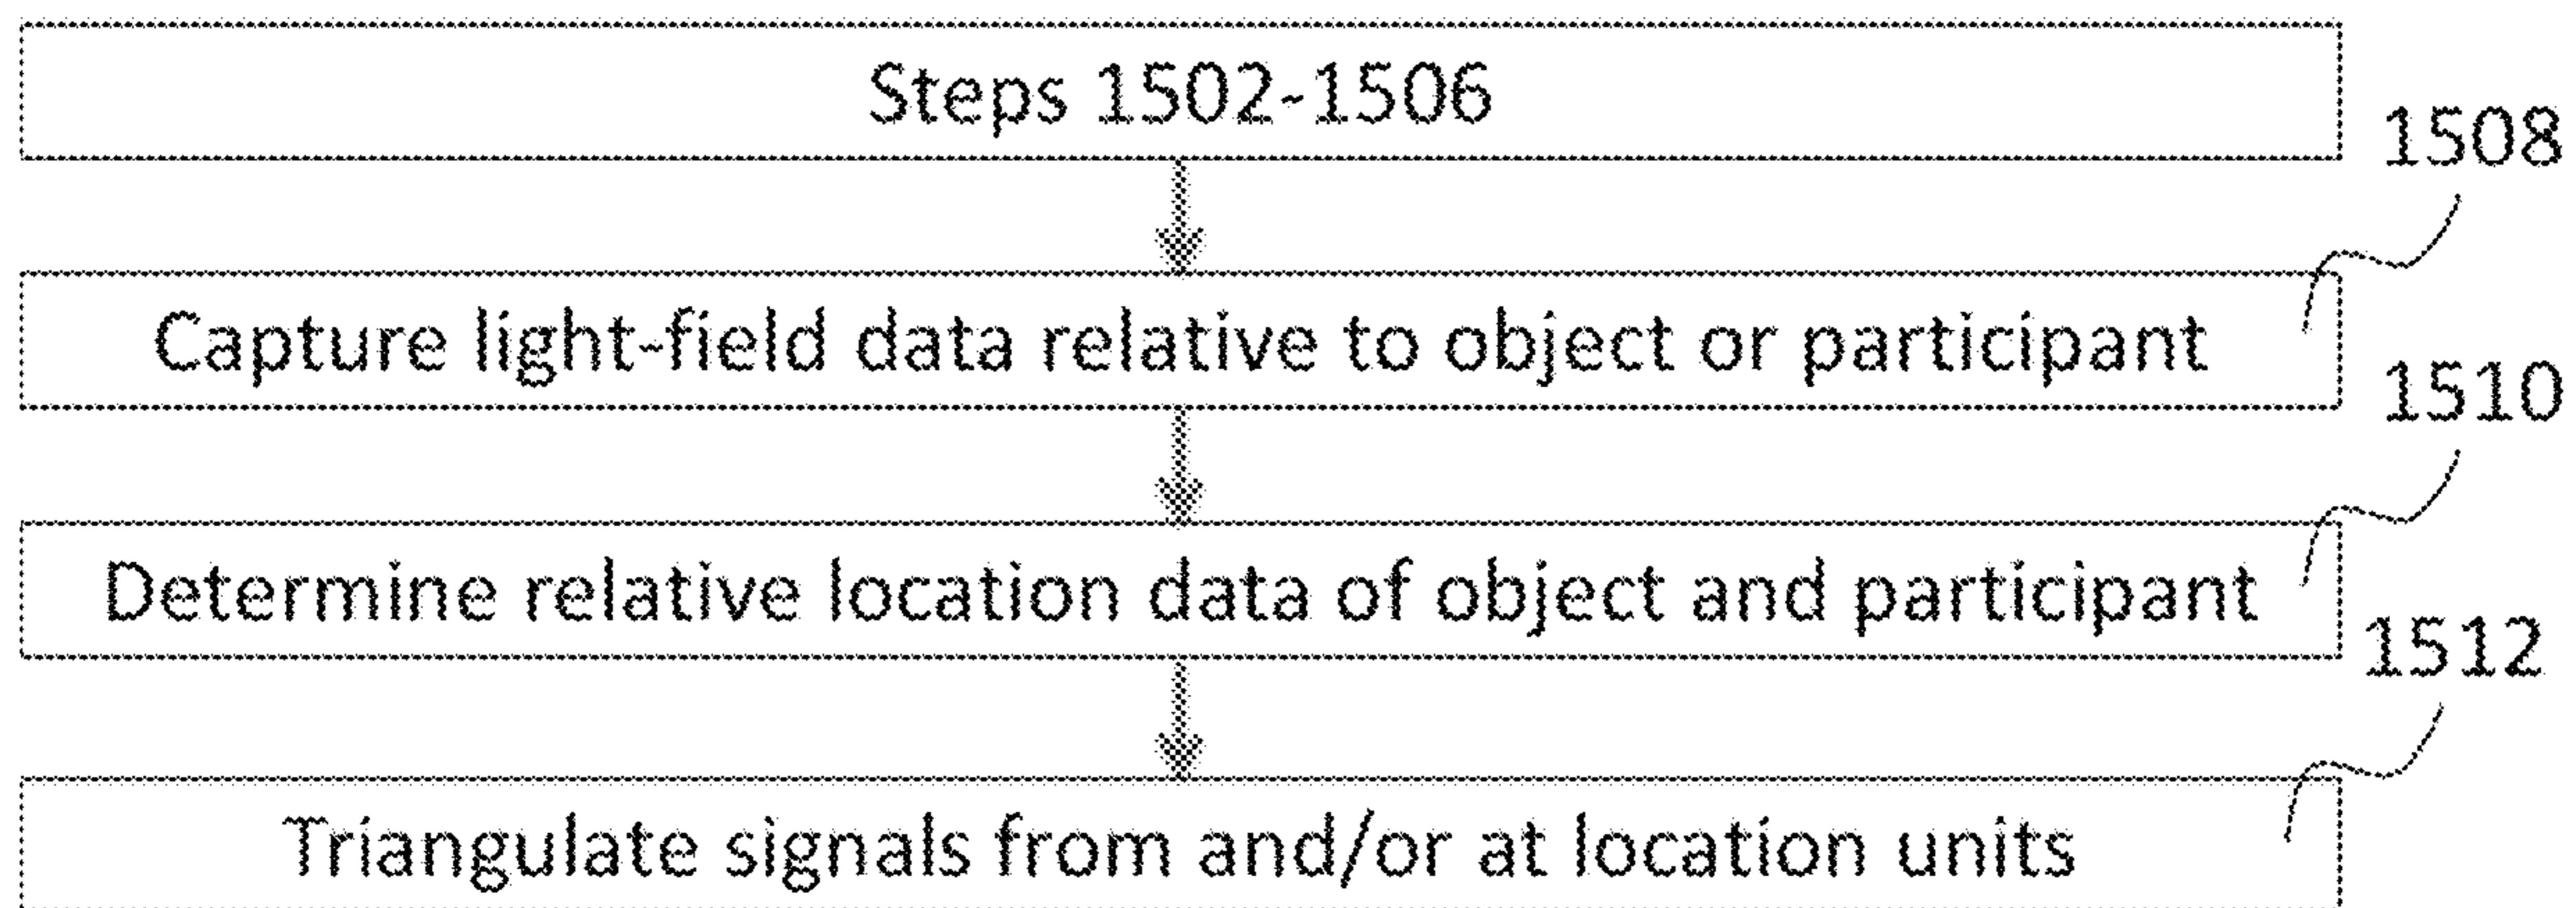 Steps 1502-1506
1508
Capture light-field data relative to object or participant
1510
Determine relative location data of object and participant
1512
Triangulate signals from and/or at location units